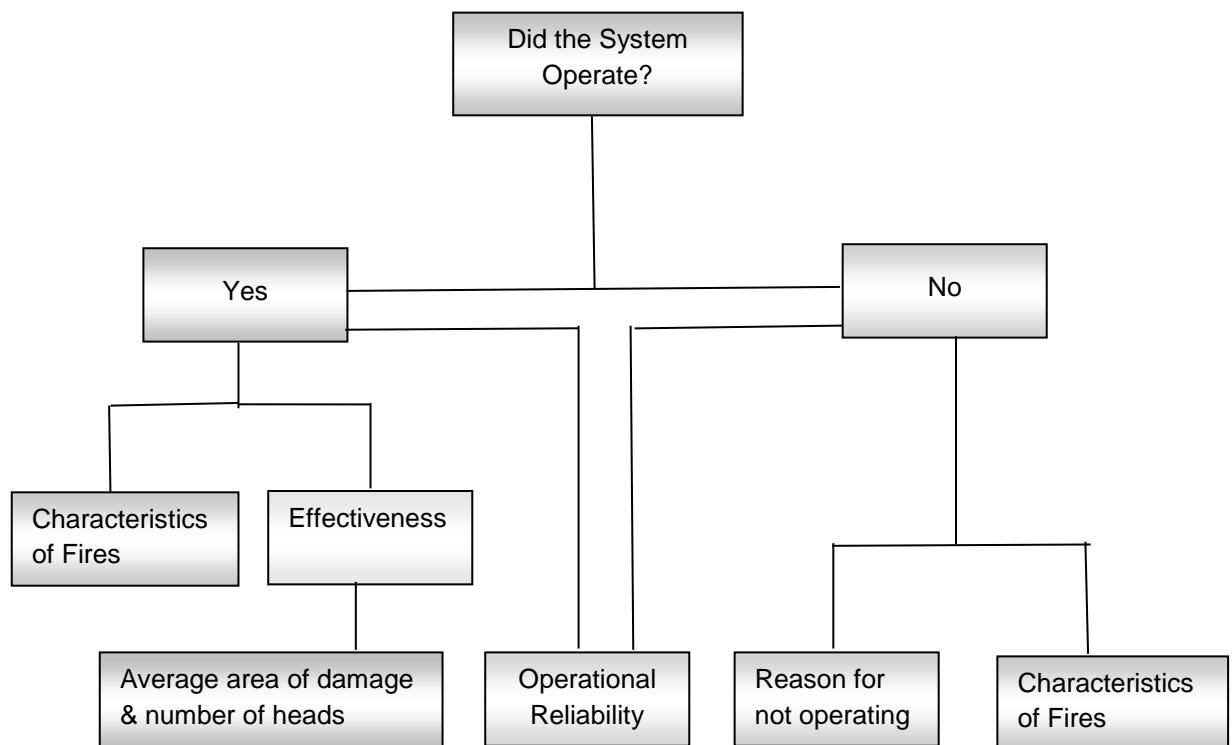 Did the System
Operate?
Yes
No
Characteristics
of Fires
Effectiveness
Average area of damage
& number of heads
Operational
Reliability
Reason for
not operating
Characteristics
of Fires